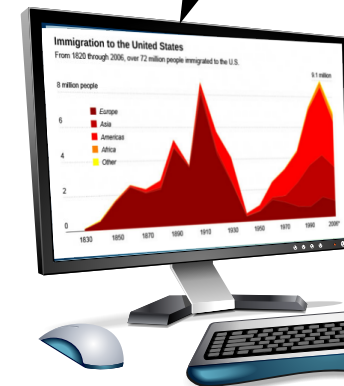 Immigration to the United States
From 1820 through 2006, over 72 million people immigrated to the U.S.
9.1 million
8 million people
6
4
2
0
Europe
Asia
Americas
Africa
Other
1830 1850 1870 1890 1910 1930 1950 1970 1990 2006*